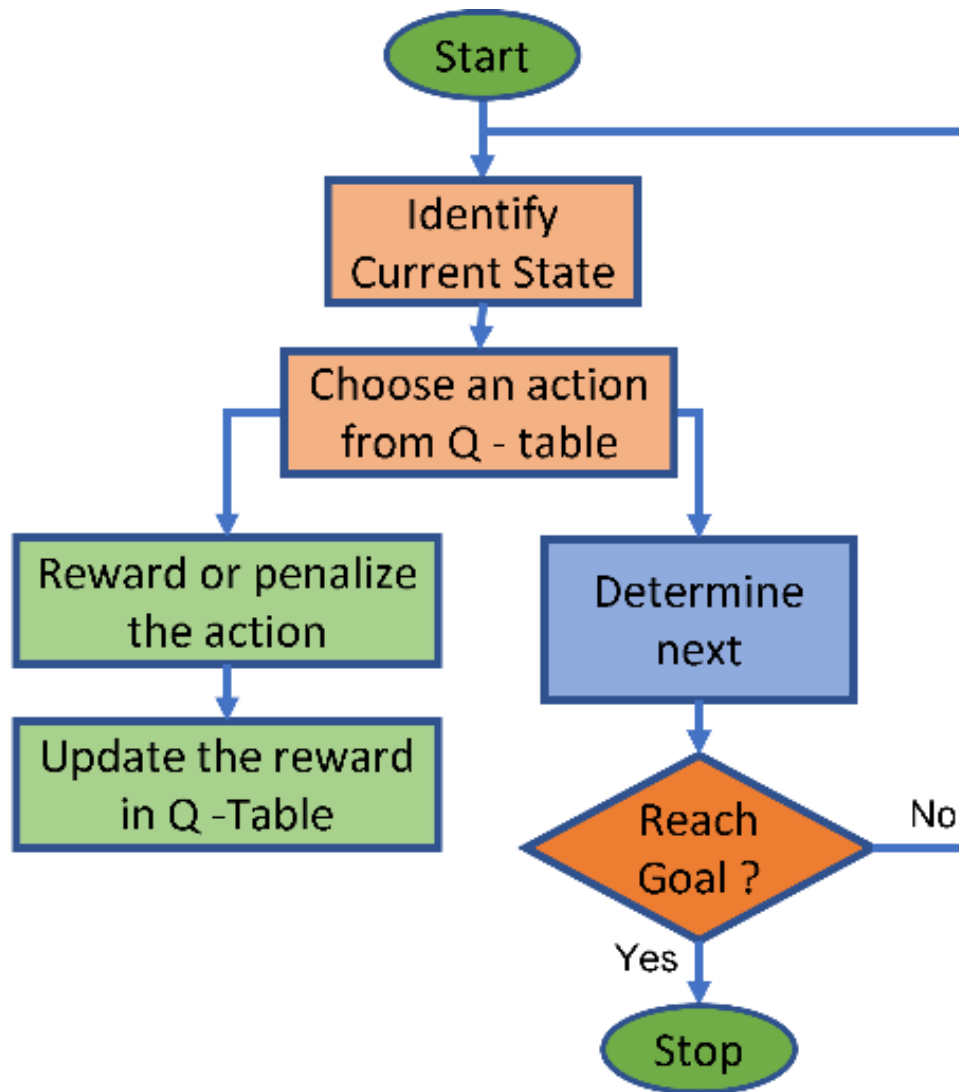 Start
Identify
Current State
Choose an action
from Q - table
Reward or penalize
the action
Determine
next
Update the reward
in Q -Table
Reach
Goal ?
No
Yes
Stop